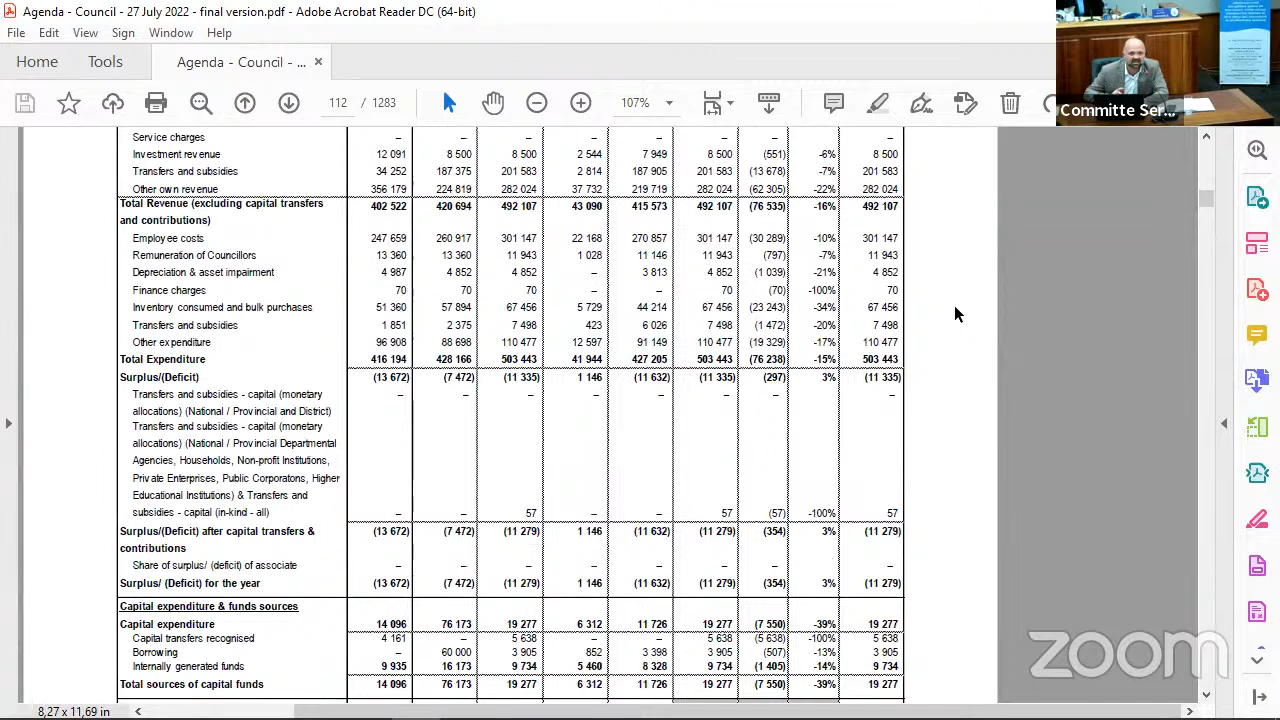 Agenda - Council - 27 July 2022 - final version.pdf - Adobe Acrobat Reader DC (64-bit)
File Edit View Sign Window Help
Home Tools Agenda - Council - ... ×
112 / 1283 107%
Committe Ser...
Service charges – – – – – – – –
Investment revenue 12 091 8 500 8 500 2 544 7 949 8 500 (551) -6% 8 500
Transfers and subsidies 34 252 187 375 201 583 2 814 187 905 201 583 (13 678) -7% 201 583
Other own revenue 356 179 224 819 282 024 37 732 219 719 282 024 (62 305) -22% 282 024
Total Revenue (excluding capital transfers 402 522 420 694 492 107 43 090 415 573 492 107 (76 535) -16% 492 107
and contributions)
Employee costs 247 659 260 917 301 147 22 168 270 857 301 147 (30 289) -10% 301 147
Remuneration of Councillors 13 360 13 360 11 943 1 028 11 146 11 943 (797) -7% 11 943
Depreciation & asset impairment 4 987 4 852 4 852 – 3 813 4 852 (1 039) -21% 4 852
Finance charges 70 70 70 – – 70 (70) -100% 70
Inventory consumed and bulk purchases 51 360 57 894 67 456 5 729 44 214 67 456 (23 243) -34% 67 456
Transfers and subsidies 1 851 2 375 7 498 423 6 026 7 498 (1 472) -20% 7 498
Other expenditure 96 908 88 698 110 477 12 597 91 149 110 477 (19 329) -17% 110 477
Total Expenditure 416 194 428 166 503 443 41 944 427 205 503 443 (76 238) -15% 503 443
Surplus/(Deficit) (13 672) (7 472) (11 335) 1 146 (11 632) (11 335) (297) 3% (11 335)
Transfers and subsidies - capital (monetary – – – – – – – –
allocations) (National / Provincial and District)
Transfers and subsidies - capital (monetary
allocations) (National / Provincial Departmental
Agencies, Households, Non-profit Institutions,
Private Enterprises, Public Corporatons, Higher
Educational Institutions) & Transfers and
subsidies - capital (in-kind - all) – – 57 – – 57 (57) -100% 57
Surplus/(Deficit) after capital transfers & (13 672) (7 472) (11 279) 1 146 (11 632) (11 279) (354) 3% (11 279)
contributions
Share of surplus/ (deficit) of associate – – – – – – – –
Surplus/ (Deficit) for the year (13 672) (7 472) (11 279) 1 146 (11 632) (11 279) (354) 3% (11 279)
Capital expenditure & funds sources
Capital expenditure 14 096 76 173 19 277 6 312 11 726 19 277 (7 550) -39% 19 277
Capital transfers recognised 4 161 – 5 638 – – 5 638 (5 638) -100% 5 638
Borrowing – 60 000 3 905 852 3 398 3 905 (507) -13% 3 905
Internally generated funds 9 935 16 173 9 734 5 460 8 328 9 734 (1 405) -14% 9 734
Total sources of capital funds 14 096 76 173 19 277 6 312 11 726 19 277 (7 550) -39% 19 277
zoom
8,27 x 11,69 in